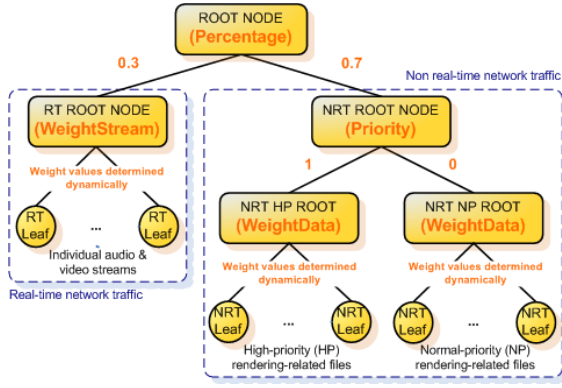 ROOT NODE
(Percentage)
0.3
0.7
Non real-time network traffic
RT ROOT NODE
(WeightStream)
NRT ROOT NODE
(Priority)
Weight values determined
dynamically
1
0
RT
Leaf
...
RT
Leaf
Individual audio &
video streams
Real-time network traffic
NRT HP ROOT
(WeightData)
NRT NP ROOT
(WeightData)
Weight values determined
dynamically
Weight values determined
dynamically
NRT
Leaf
...
NRT
Leaf
NRT
Leaf
...
NRT
Leaf
High-priority (HP)
rendering-related files
Normal-priority (NP)
rendering-related files